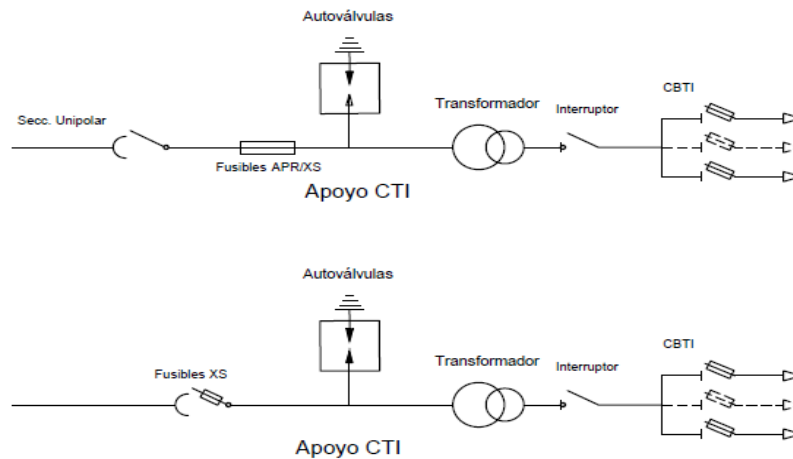 Autoválvulas
CBTI
Transformador
Interruptor
Secc. Unipolar
Fusibles APR/XS
Apoyo CTI
Autoválvulas
CBTI
Transformador
Interruptor
Fusibles XS
Apoyo CTI